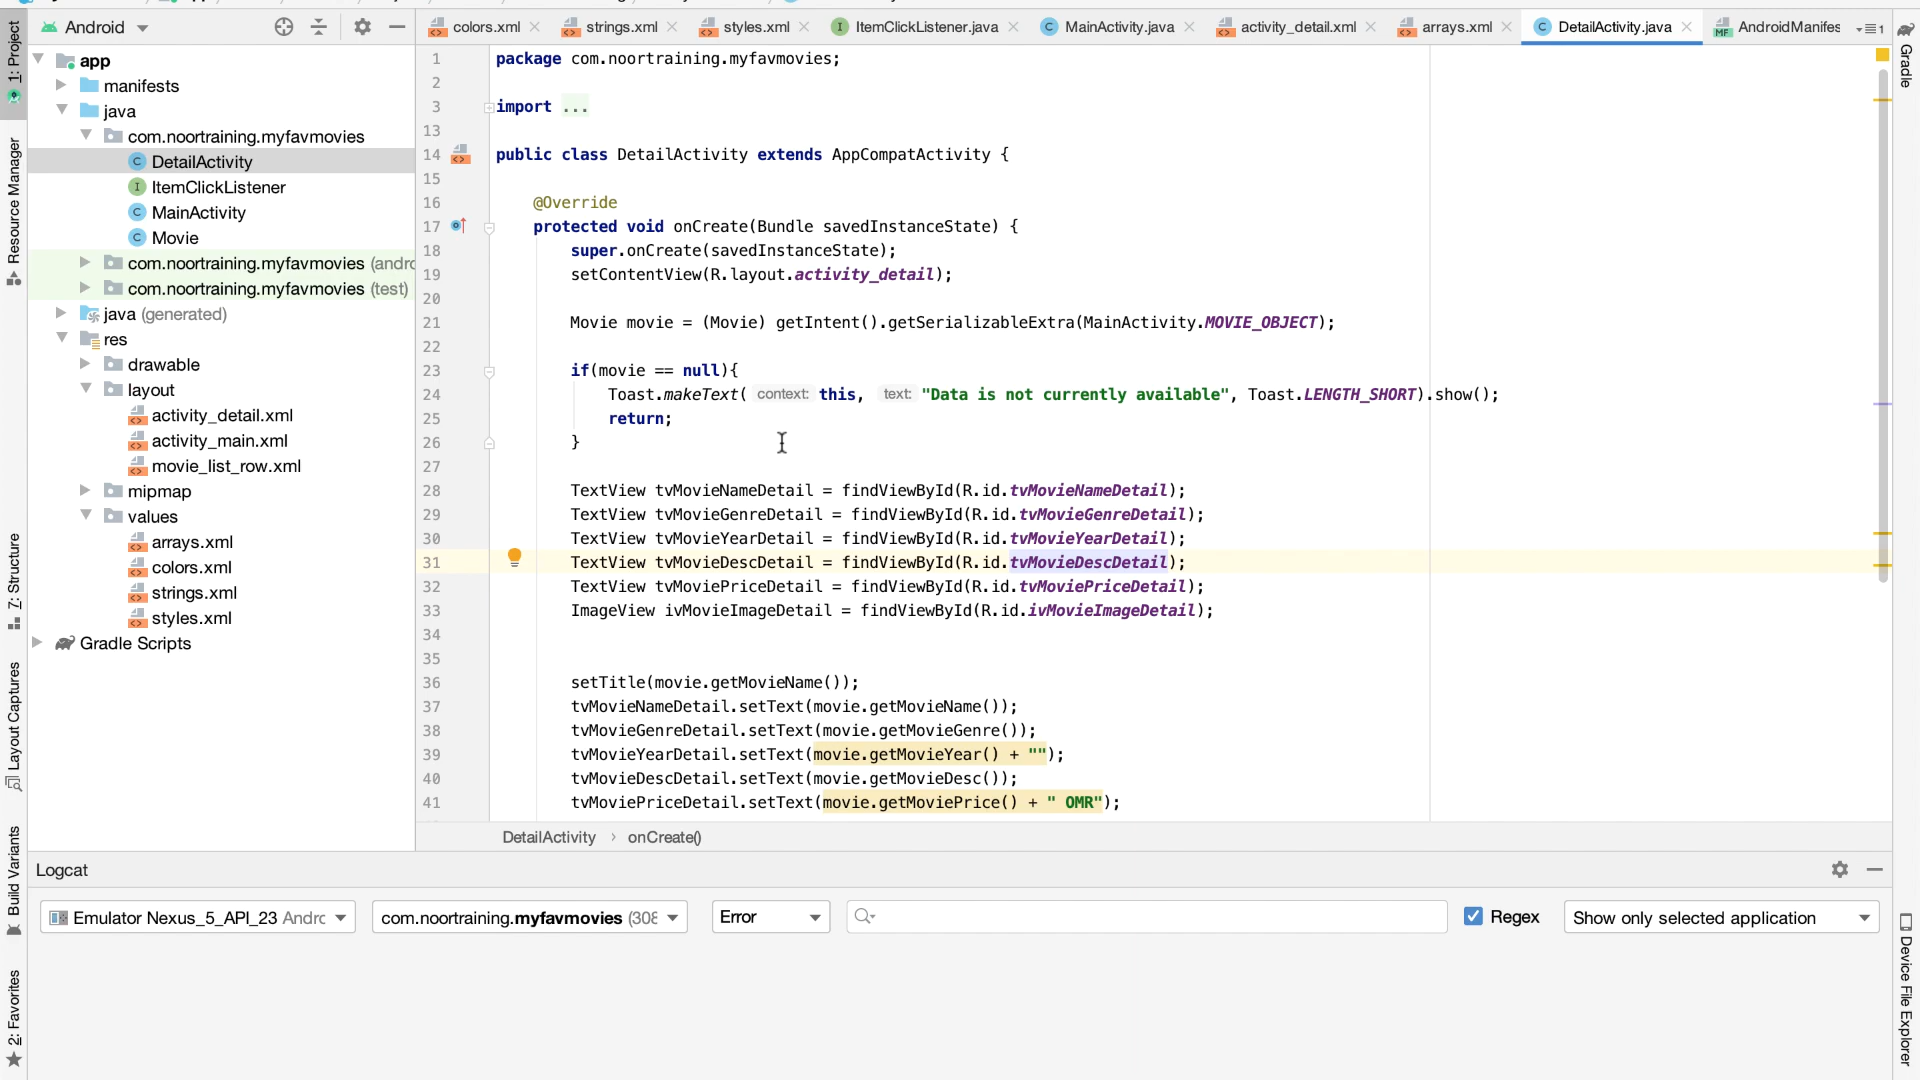 Android
colors.xml
strings.xml
styles.xml
ItemClickListener.java
MainActivity.java
activity_detail.xml
arrays.xml
DetailActivity.java
AndroidManifes
1
1: Project
Resource Manager
7: Structure
Layout Captures
Build Variants
2: Favorites
app
manifests
java
com.noortraining.myfavmovies
DetailActivity
ItemClickListener
MainActivity
Movie
com.noortraining.myfavmovies (andro
com.noortraining.myfavmovies (test)
java (generated)
res
drawable
layout
activity_detail.xml
activity_main.xml
movie_list_row.xml
mipmap
values
arrays.xml
colors.xml
strings.xml
styles.xml
Gradle Scripts
1 package com.noortraining.myfavmovies;
2
3 import ...
13
14 public class DetailActivity extends AppCompatActivity {
15
16 @Override
17 protected void onCreate(Bundle savedInstanceState) {
18 super.onCreate(savedInstanceState);
19 setContentView(R.layout.activity_detail);
20
21 Movie movie = (Movie) getIntent().getSerializableExtra(MainActivity.MOVIE_OBJECT);
22
23 if(movie == null){
24 Toast.makeText( context: this, text: "Data is not currently available", Toast.LENGTH_SHORT).show();
25 return;
26 }
27
28 TextView tvMovieNameDetail = findViewById(R.id.tvMovieNameDetail);
29 TextView tvMovieGenreDetail = findViewById(R.id.tvMovieGenreDetail);
30 TextView tvMovieYearDetail = findViewById(R.id.tvMovieYearDetail);
31 TextView tvMovieDescDetail = findViewById(R.id.tvMovieDescDetail);
32 TextView tvMoviePriceDetail = findViewById(R.id.tvMoviePriceDetail);
33 ImageView ivMovieImageDetail = findViewById(R.id.ivMovieImageDetail);
34
35
36 setTitle(movie.getMovieName());
37 tvMovieNameDetail.setText(movie.getMovieName());
38 tvMovieGenreDetail.setText(movie.getMovieGenre());
39 tvMovieYearDetail.setText(movie.getMovieYear() + "");
40 tvMovieDescDetail.setText(movie.getMovieDesc());
41 tvMoviePriceDetail.setText(movie.getMoviePrice() + " OMR");
DetailActivity › onCreate()
Gradle
Device File Explorer
Logcat
Emulator Nexus_5_API_23 Andrc
com.noortraining.myfavmovies (308
Error
Regex
Show only selected application